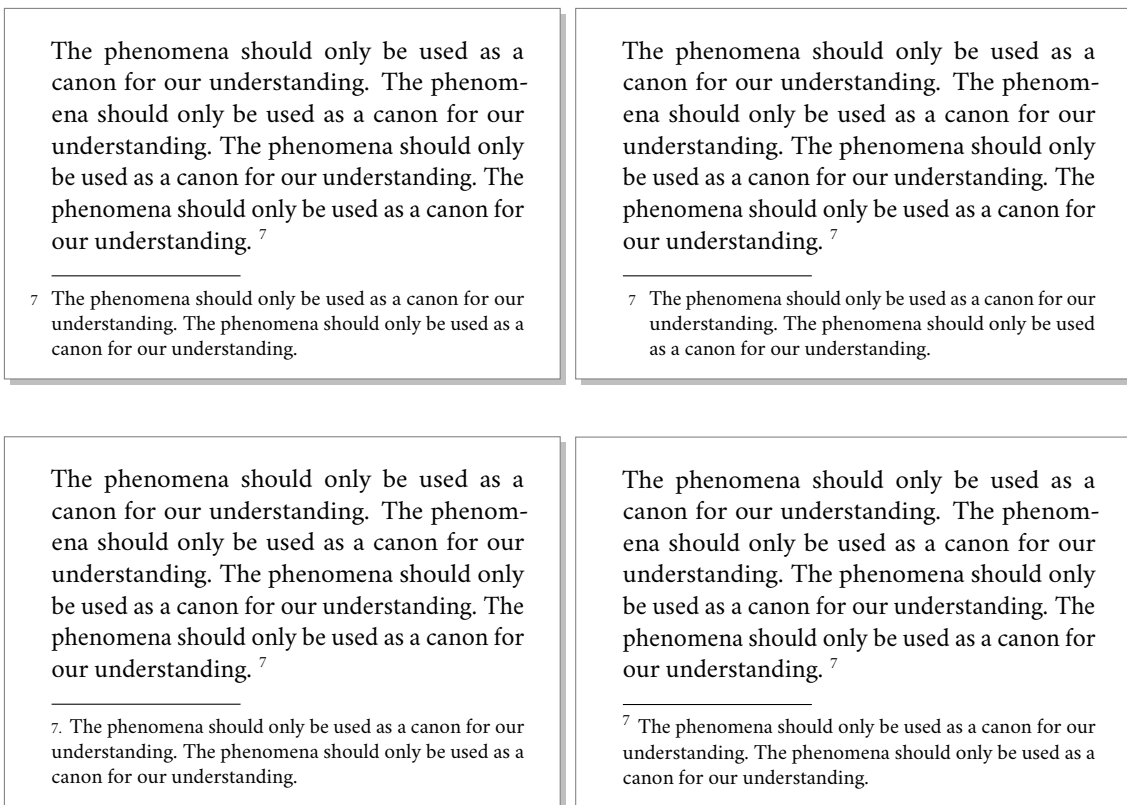 The phenomena should only be used as a
canon for our understanding. The phenom-
ena should only be used as a canon for our
understanding. The phenomena should only
be used as a canon for our understanding. The
phenomena should only be used as a canon for
our understanding. 7
7 The phenomena should only be used as a canon for our
understanding. The phenomena should only be used as a
canon for our understanding.
The phenomena should only be used as a
canon for our understanding. The phenom-
ena should only be used as a canon for our
understanding. The phenomena should only
be used as a canon for our understanding. The
phenomena should only be used as a canon for
our understanding. 7
7 The phenomena should only be used as a canon for our
understanding. The phenomena should only be used
as a canon for our understanding.
The phenomena should only be used as a
canon for our understanding. The phenom-
ena should only be used as a canon for our
understanding. The phenomena should only
be used as a canon for our understanding. The
phenomena should only be used as a canon for
our understanding. 7
7. The phenomena should only be used as a canon for our
understanding. The phenomena should only be used as a
canon for our understanding.
The phenomena should only be used as a
canon for our understanding. The phenom-
ena should only be used as a canon for our
understanding. The phenomena should only
be used as a canon for our understanding. The
phenomena should only be used as a canon for
our understanding. 7
7 The phenomena should only be used as a canon for our
understanding. The phenomena should only be used as a
canon for our understanding.